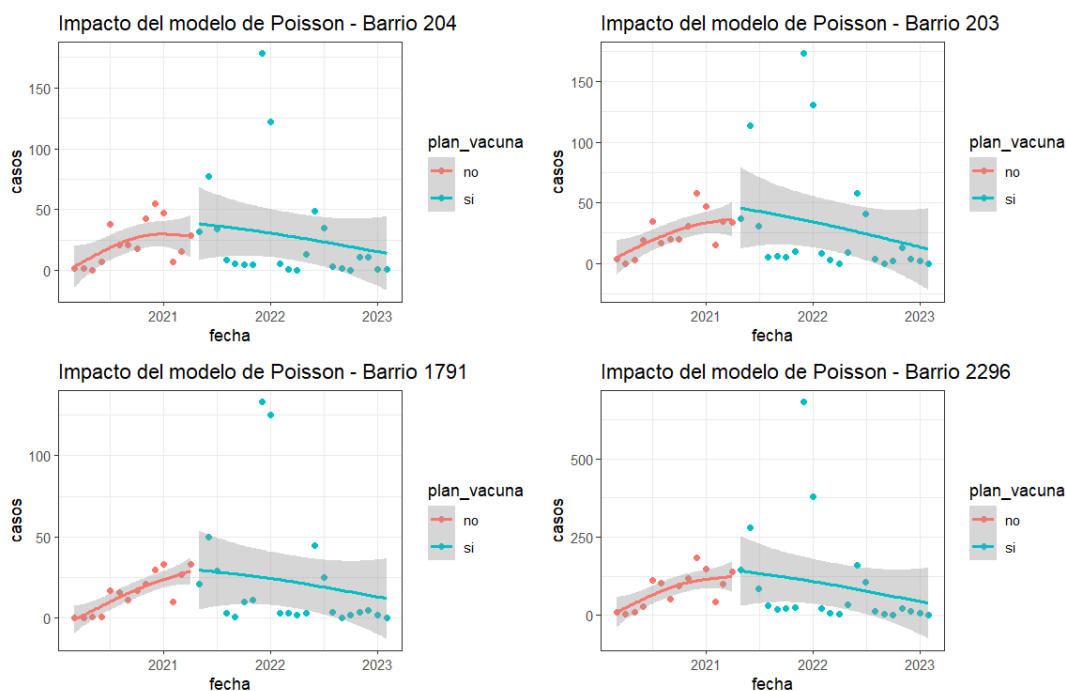 Impacto del modelo de Poisson - Barrio 204
casos
150
100
50
0
2021
2022
2023
fecha
plan_vacuna
no
si
Impacto del modelo de Poisson - Barrio 203
casos
150
100
50
0
2021
2022
2023
fecha
plan_vacuna
no
si
Impacto del modelo de Poisson - Barrio 1791
casos
100
50
0
2021
2022
2023
fecha
plan_vacuna
no
si
Impacto del modelo de Poisson - Barrio 2296
casos
500
250
0
2021
2022
2023
fecha
plan_vacuna
no
si